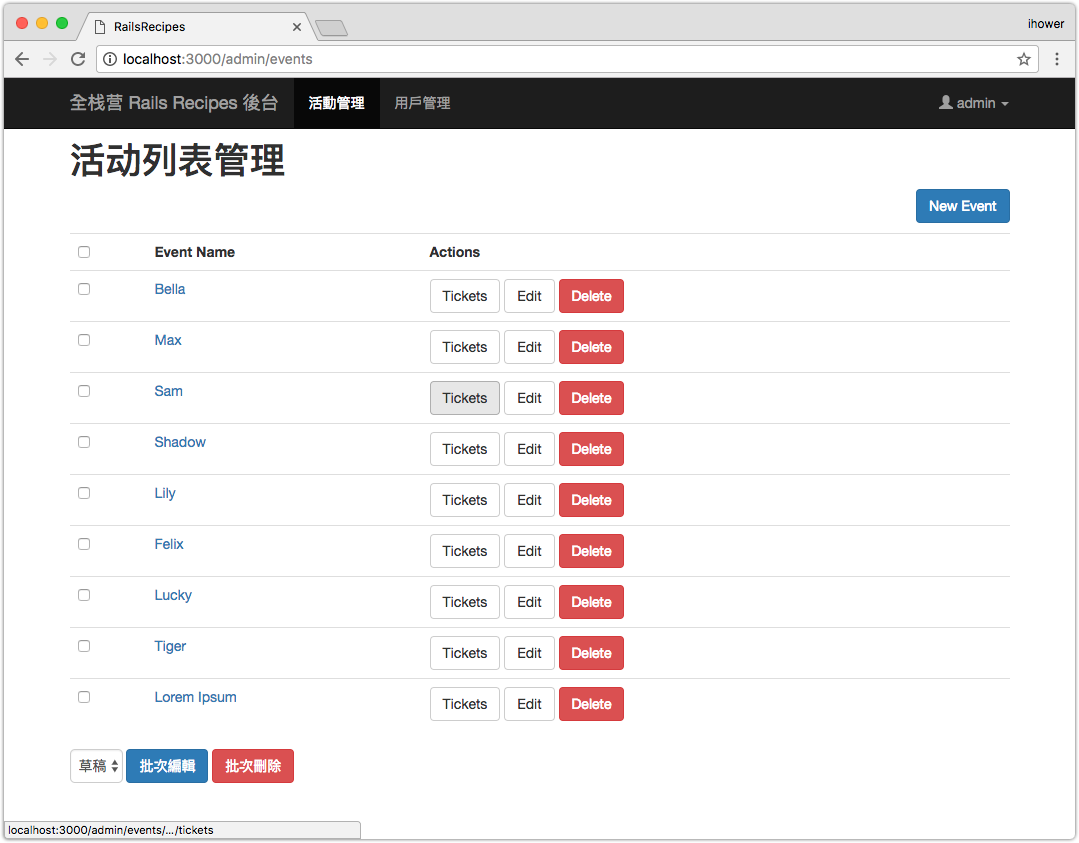 RailsRecipes
ihower
localhost:3000/admin/events
全栈营 Rails Recipes 後台 活動管理 用戶管理 admin
活动列表管理
New Event
Event Name Actions
Bella Tickets Edit Delete
Max Tickets Edit Delete
Sam Tickets Edit Delete
Shadow Tickets Edit Delete
Lily Tickets Edit Delete
Felix Tickets Edit Delete
Lucky Tickets Edit Delete
Tiger Tickets Edit Delete
Lorem Ipsum Tickets Edit Delete
草稿 批次編輯 批次刪除
localhost:3000/admin/events/.../tickets